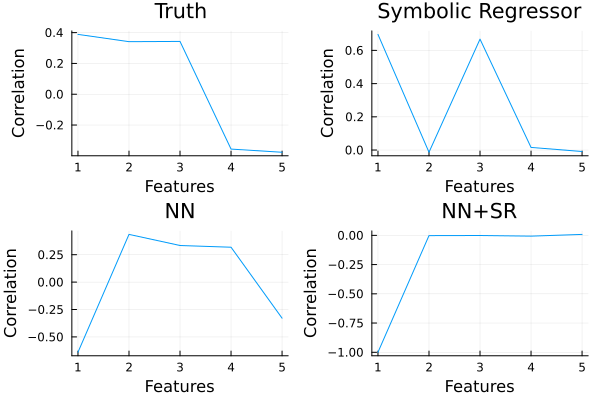 Truth
0.4
0.2
0.0
−0.2
Correlation
1 2 3 4 5
Features
Symbolic Regressor
0.6
0.4
0.2
0.0
Correlation
1 2 3 4 5
Features
NN
0.25
0.00
−0.25
−0.50
Correlation
1 2 3 4 5
Features
NN+SR
0.00
−0.25
−0.50
−0.75
−1.00
Correlation
1 2 3 4 5
Features